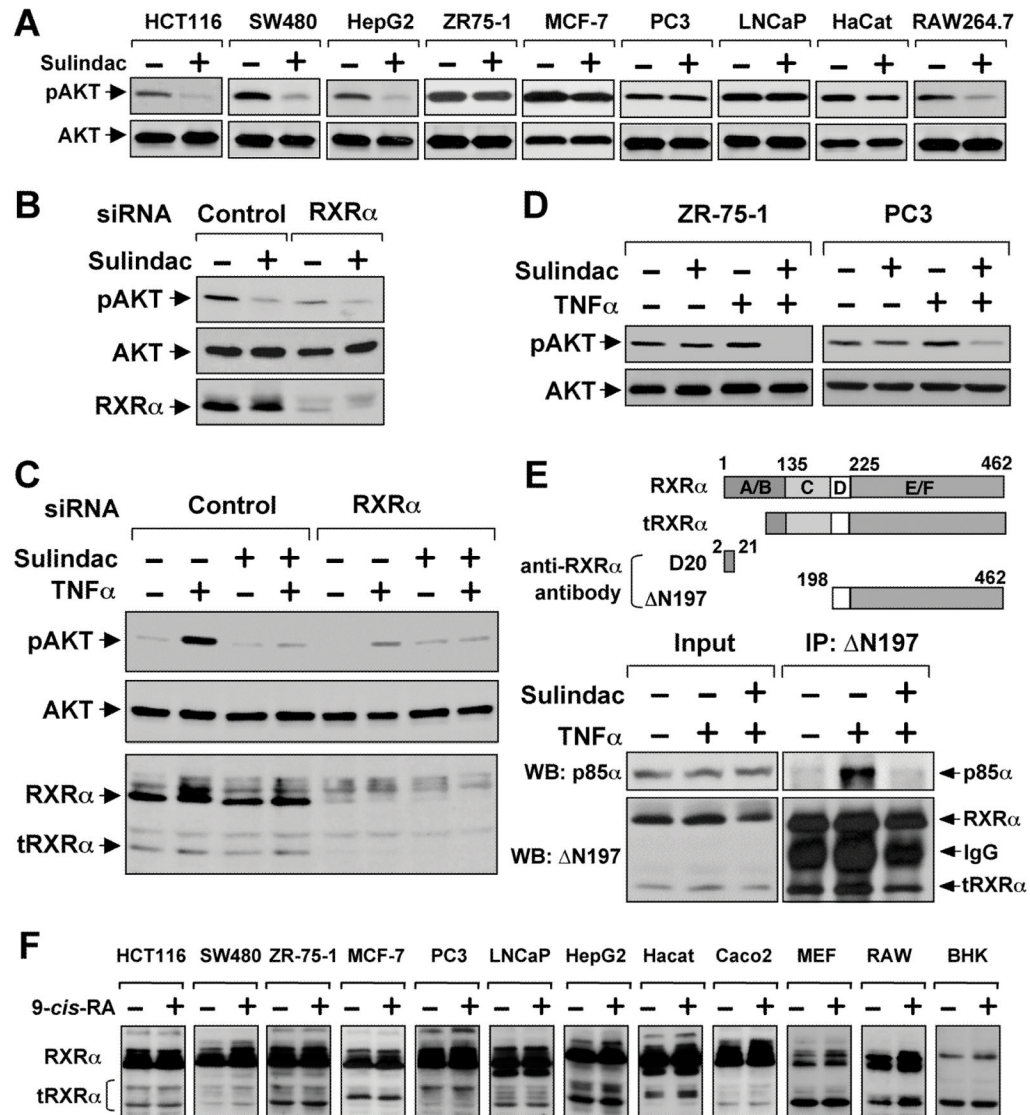 A
HCT116 SW480 HepG2 ZR75-1 MCF-7 PC3 LNCaP HaCat RAW264.7
Sulindac – + – + – + – + – + – + – + – + – +
pAKT
AKT
B
siRNA Control RXRα
Sulindac – + – +
pAKT
AKT
RXRα
C
siRNA Control RXRα
Sulindac – – + + – – + +
TNFα – + – + – + – +
pAKT
AKT
RXRα
tRXRα
D
ZR-75-1 PC3
Sulindac – + – + – + – +
TNFα – – + + – – + +
pAKT
AKT
E
1 135 225 462
RXRα A/B C D E/F
tRXRα
2 21
anti-RXRα antibody
D20
198 462
ΔN197
Input IP: ΔN197
Sulindac – – + – – +
TNFα – + + – + +
WB: p85α p85α
WB: ΔN197
RXRα
IgG
tRXRα
F
HCT116 SW480 ZR-75-1 MCF-7 PC3 LNCaP HepG2 Hacat Caco2 MEF RAW BHK
9-cis-RA – + – + – + – + – + – + – + – + – + – + – + – +
RXRα
tRXRα